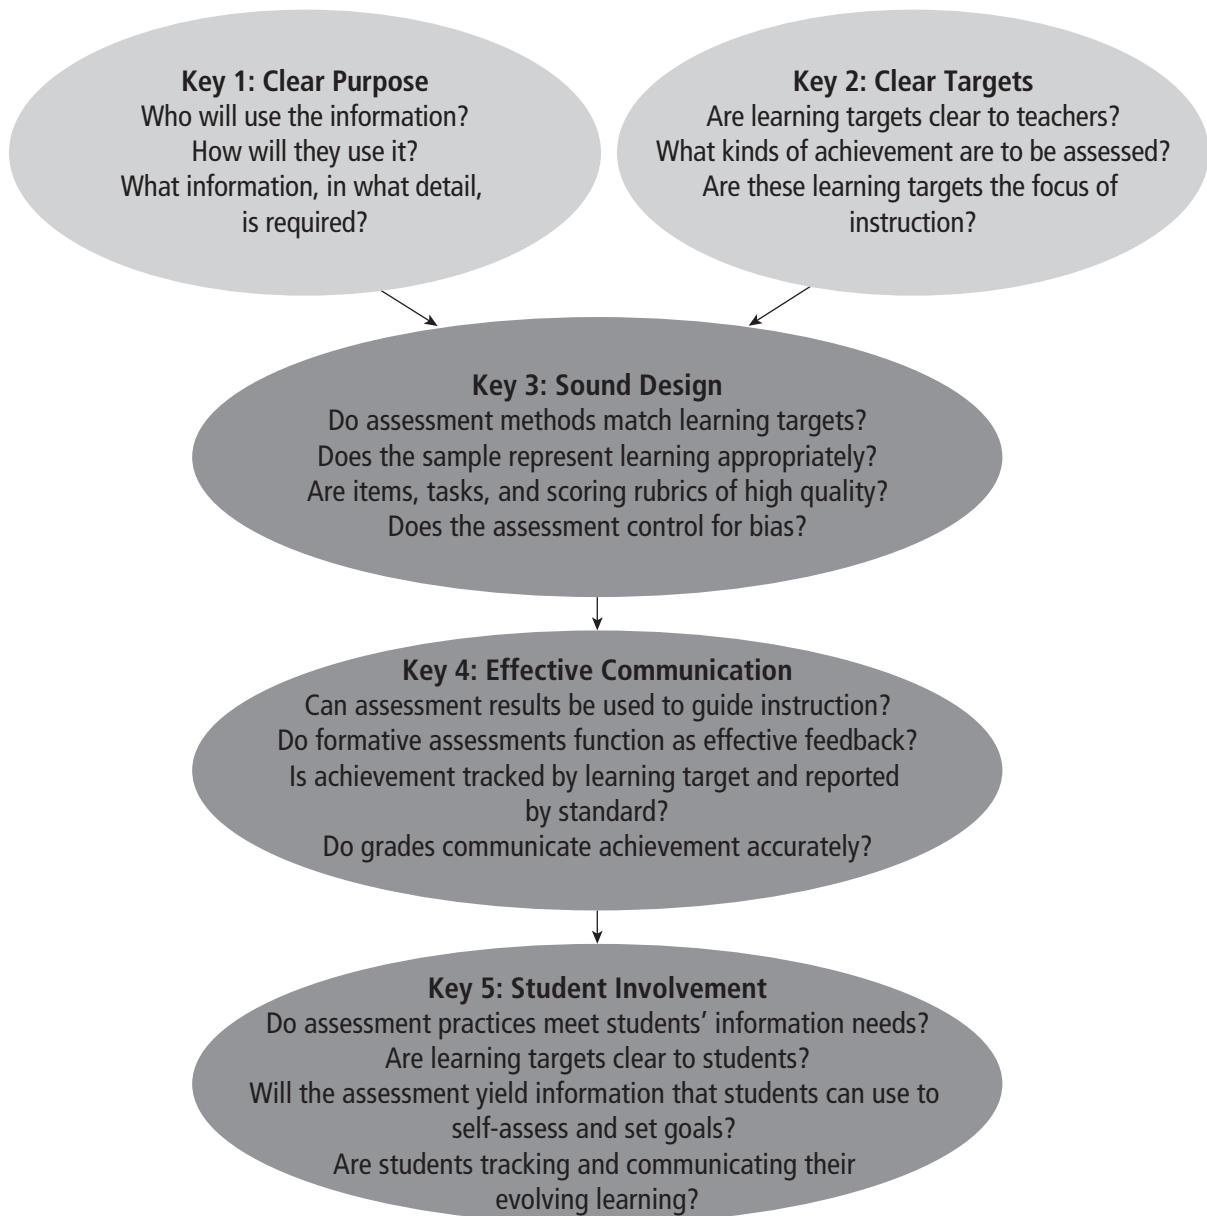 Key 1: Clear Purpose
Who will use the information?
How will they use it?
What information, in what detail,
is required?
Key 2: Clear Targets
Are learning targets clear to teachers?
What kinds of achievement are to be assessed?
Are these learning targets the focus of
instruction?
Key 3: Sound Design
Do assessment methods match learning targets?
Does the sample represent learning appropriately?
Are items, tasks, and scoring rubrics of high quality?
Does the assessment control for bias?
Key 4: Effective Communication
Can assessment results be used to guide instruction?
Do formative assessments function as effective feedback?
Is achievement tracked by learning target and reported
by standard?
Do grades communicate achievement accurately?
Key 5: Student Involvement
Do assessment practices meet students’ information needs?
Are learning targets clear to students?
Will the assessment yield information that students can use to
self-assess and set goals?
Are students tracking and communicating their
evolving learning?